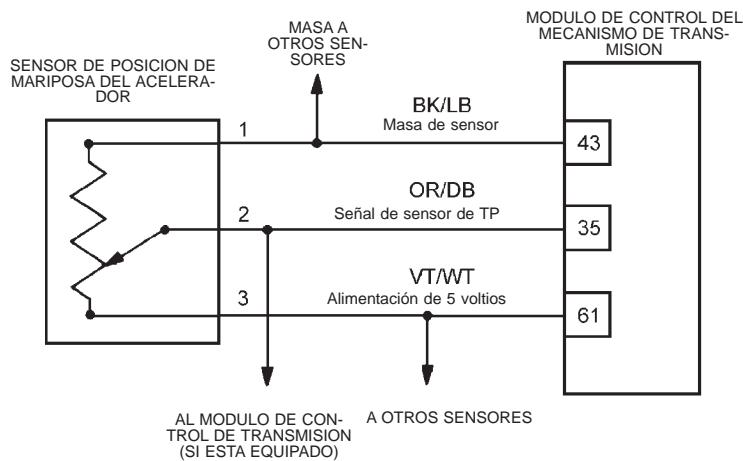 MODULO DE CONTROL DEL
MECANISMO DE TRANS-
MISION
MASA A
OTROS SEN-
SORES
SENSOR DE POSICION DE
MARIPOSA DEL ACELERA-
DOR
1
BK/LB
Masa de sensor
43
2
OR/DB
Señal de sensor de TP
35
3
VT/WT
Alimentación de 5 voltios
61
AL MODULO DE CON-
TROL DE TRANSMISION
(SI ESTA EQUIPADO)
A OTROS SENSORES